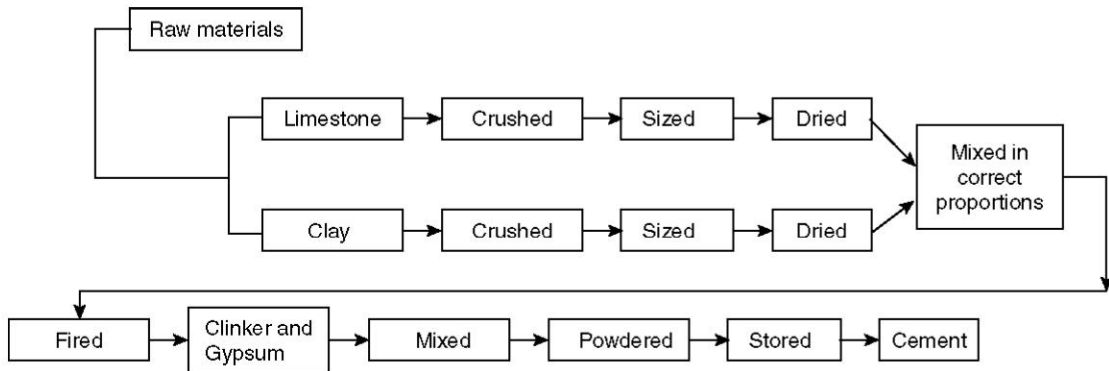 Raw materials
Limestone
Crushed
Sized
Dried
Mixed in
correct
proportions
Clay
Crushed
Sized
Dried
Fired
Clinker and
Gypsum
Mixed
Powdered
Stored
Cement